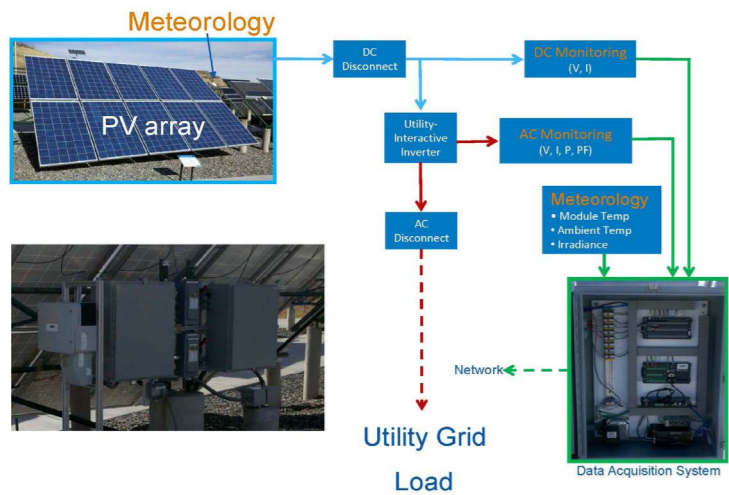 Meteorology
PV array
DC
Disconnect
DC Monitoring
(V, I)
Utility-
Interactive
Inverter
AC Monitoring
(V, I, P, PF)
Meteorology
• Module Temp
• Ambient Temp
• Irradiance
AC
Disconnect
Network
Utility Grid
Load
Data Acquisition System